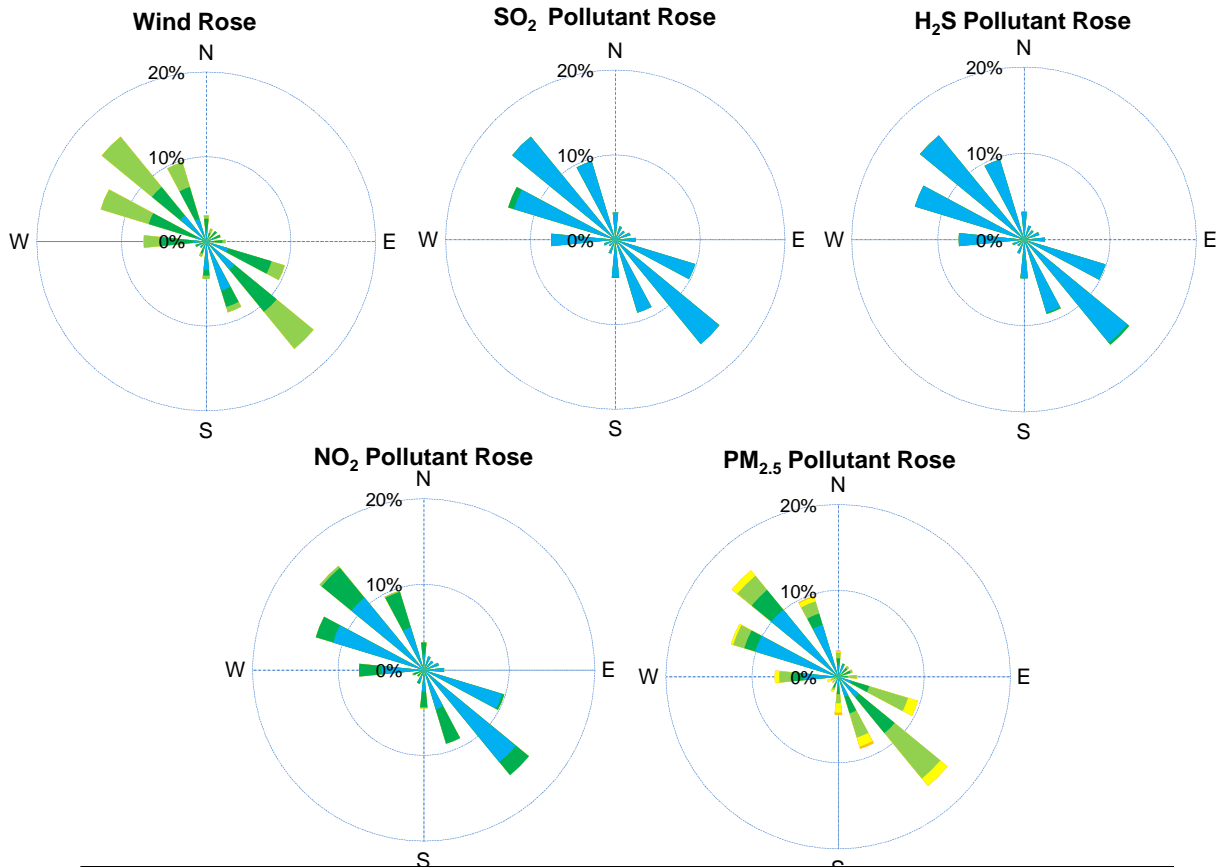 Wind Rose
N
20%
10%
0%
W
E
S
SO₂ Pollutant Rose
N
20%
10%
0%
W
E
S
H₂S Pollutant Rose
N
20%
10%
0%
W
E
S
NO₂ Pollutant Rose
N
20%
10%
0%
W
E
S
PM₂.₅ Pollutant Rose
N
20%
10%
0%
W
E
S